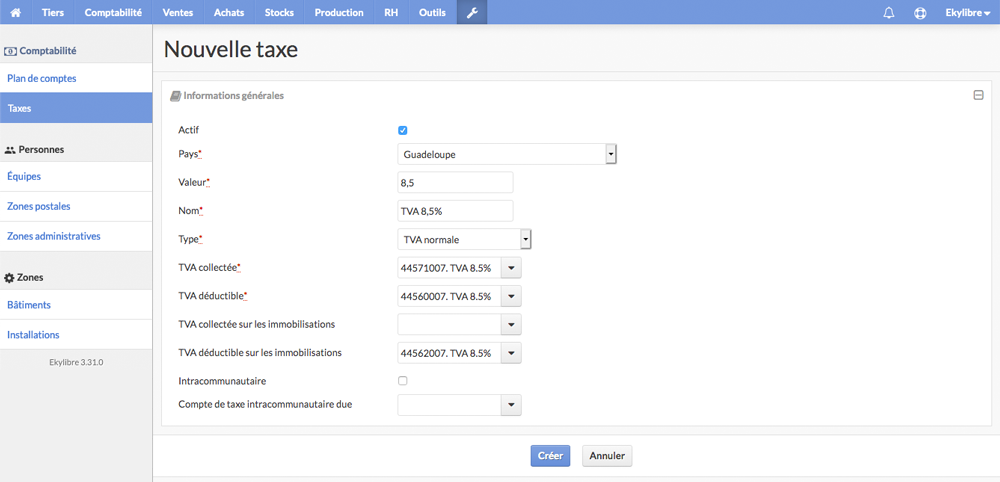 Tiers Comptabilité Ventes Achats Stocks Production RH Outils Ekylibre
Comptabilité
Plan de comptes
Taxes
Personnes
Équipes
Zones postales
Zones administratives
Zones
Bâtiments
Installations
Ekylibre 3.31.0
Nouvelle taxe
Informations générales
Actif
Pays* Guadeloupe
Valeur* 8,5
Nom* TVA 8,5%
Type* TVA normale
TVA collectée* 44571007. TVA 8.5%
TVA déductible* 44560007. TVA 8.5%
TVA collectée sur les immobilisations
TVA déductible sur les immobilisations 44562007. TVA 8.5%
Intracommunautaire
Compte de taxe intracommunautaire due
Créer Annuler